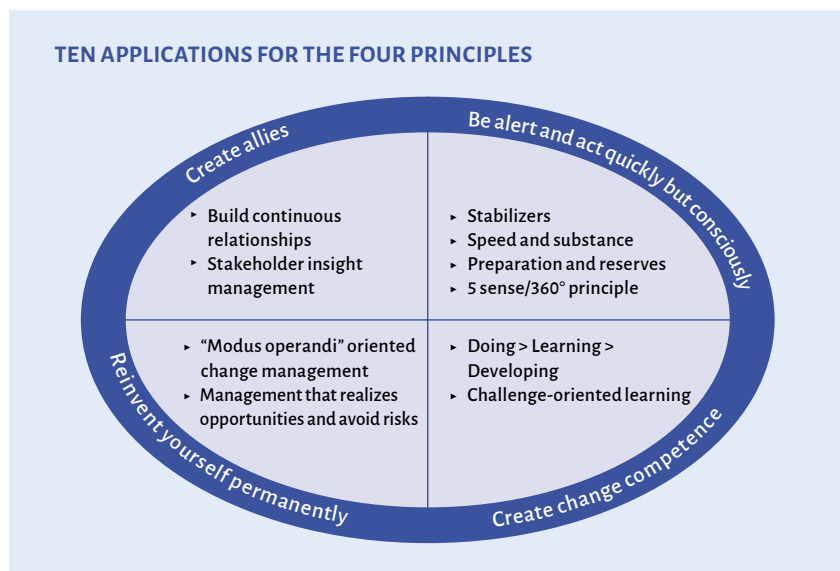 TEN APPLICATIONS FOR THE FOUR PRINCIPLES
Create allies
Be alert and act quickly but consciously
▸ Build continuous
relationships
▸ Stakeholder insight
management
▸ Stabilizers
▸ Speed and substance
▸ Preparation and reserves
▸ 5 sense/360° principle
▸ "Modus operandi" oriented
change management
▸ Management that realizes
opportunities and avoid risks
▸ Doing > Learning >
Developing
▸ Challenge-oriented learning
Reinvent yourself permanently
Create change competence